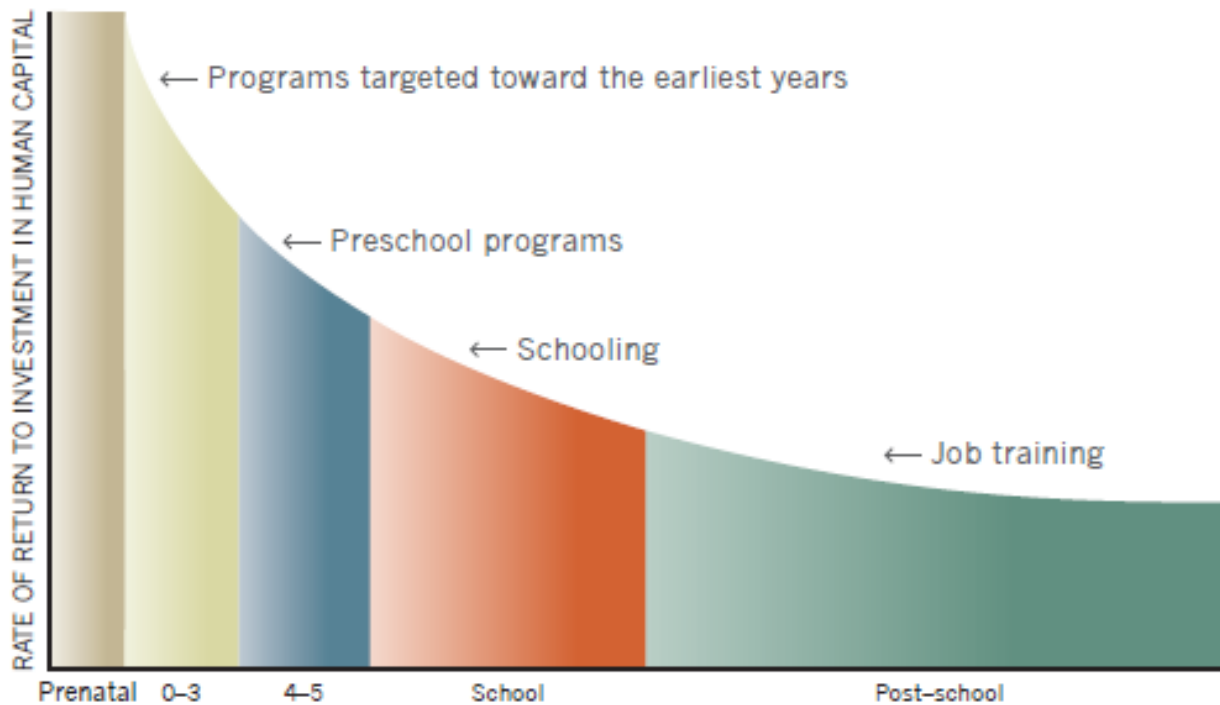 RATE OF RETURN TO INVESTMENT IN HUMAN CAPITAL
← Programs targeted toward the earliest years
← Preschool programs
← Schooling
← Job training
Prenatal 0–3 4–5 School Post–school